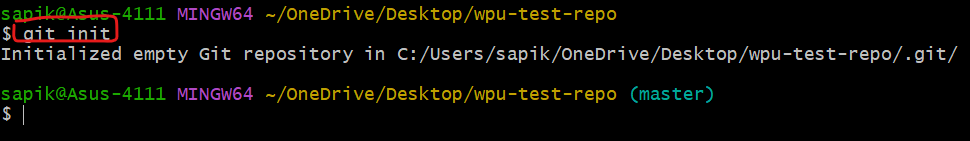 sapik@Asus-4111 MINGW64 ~/OneDrive/Desktop/wpu-test-repo
$ git init
Initialized empty Git repository in C:/Users/sapik/OneDrive/Desktop/wpu-test-repo/.git/
sapik@Asus-4111 MINGW64 ~/OneDrive/Desktop/wpu-test-repo (master)
$